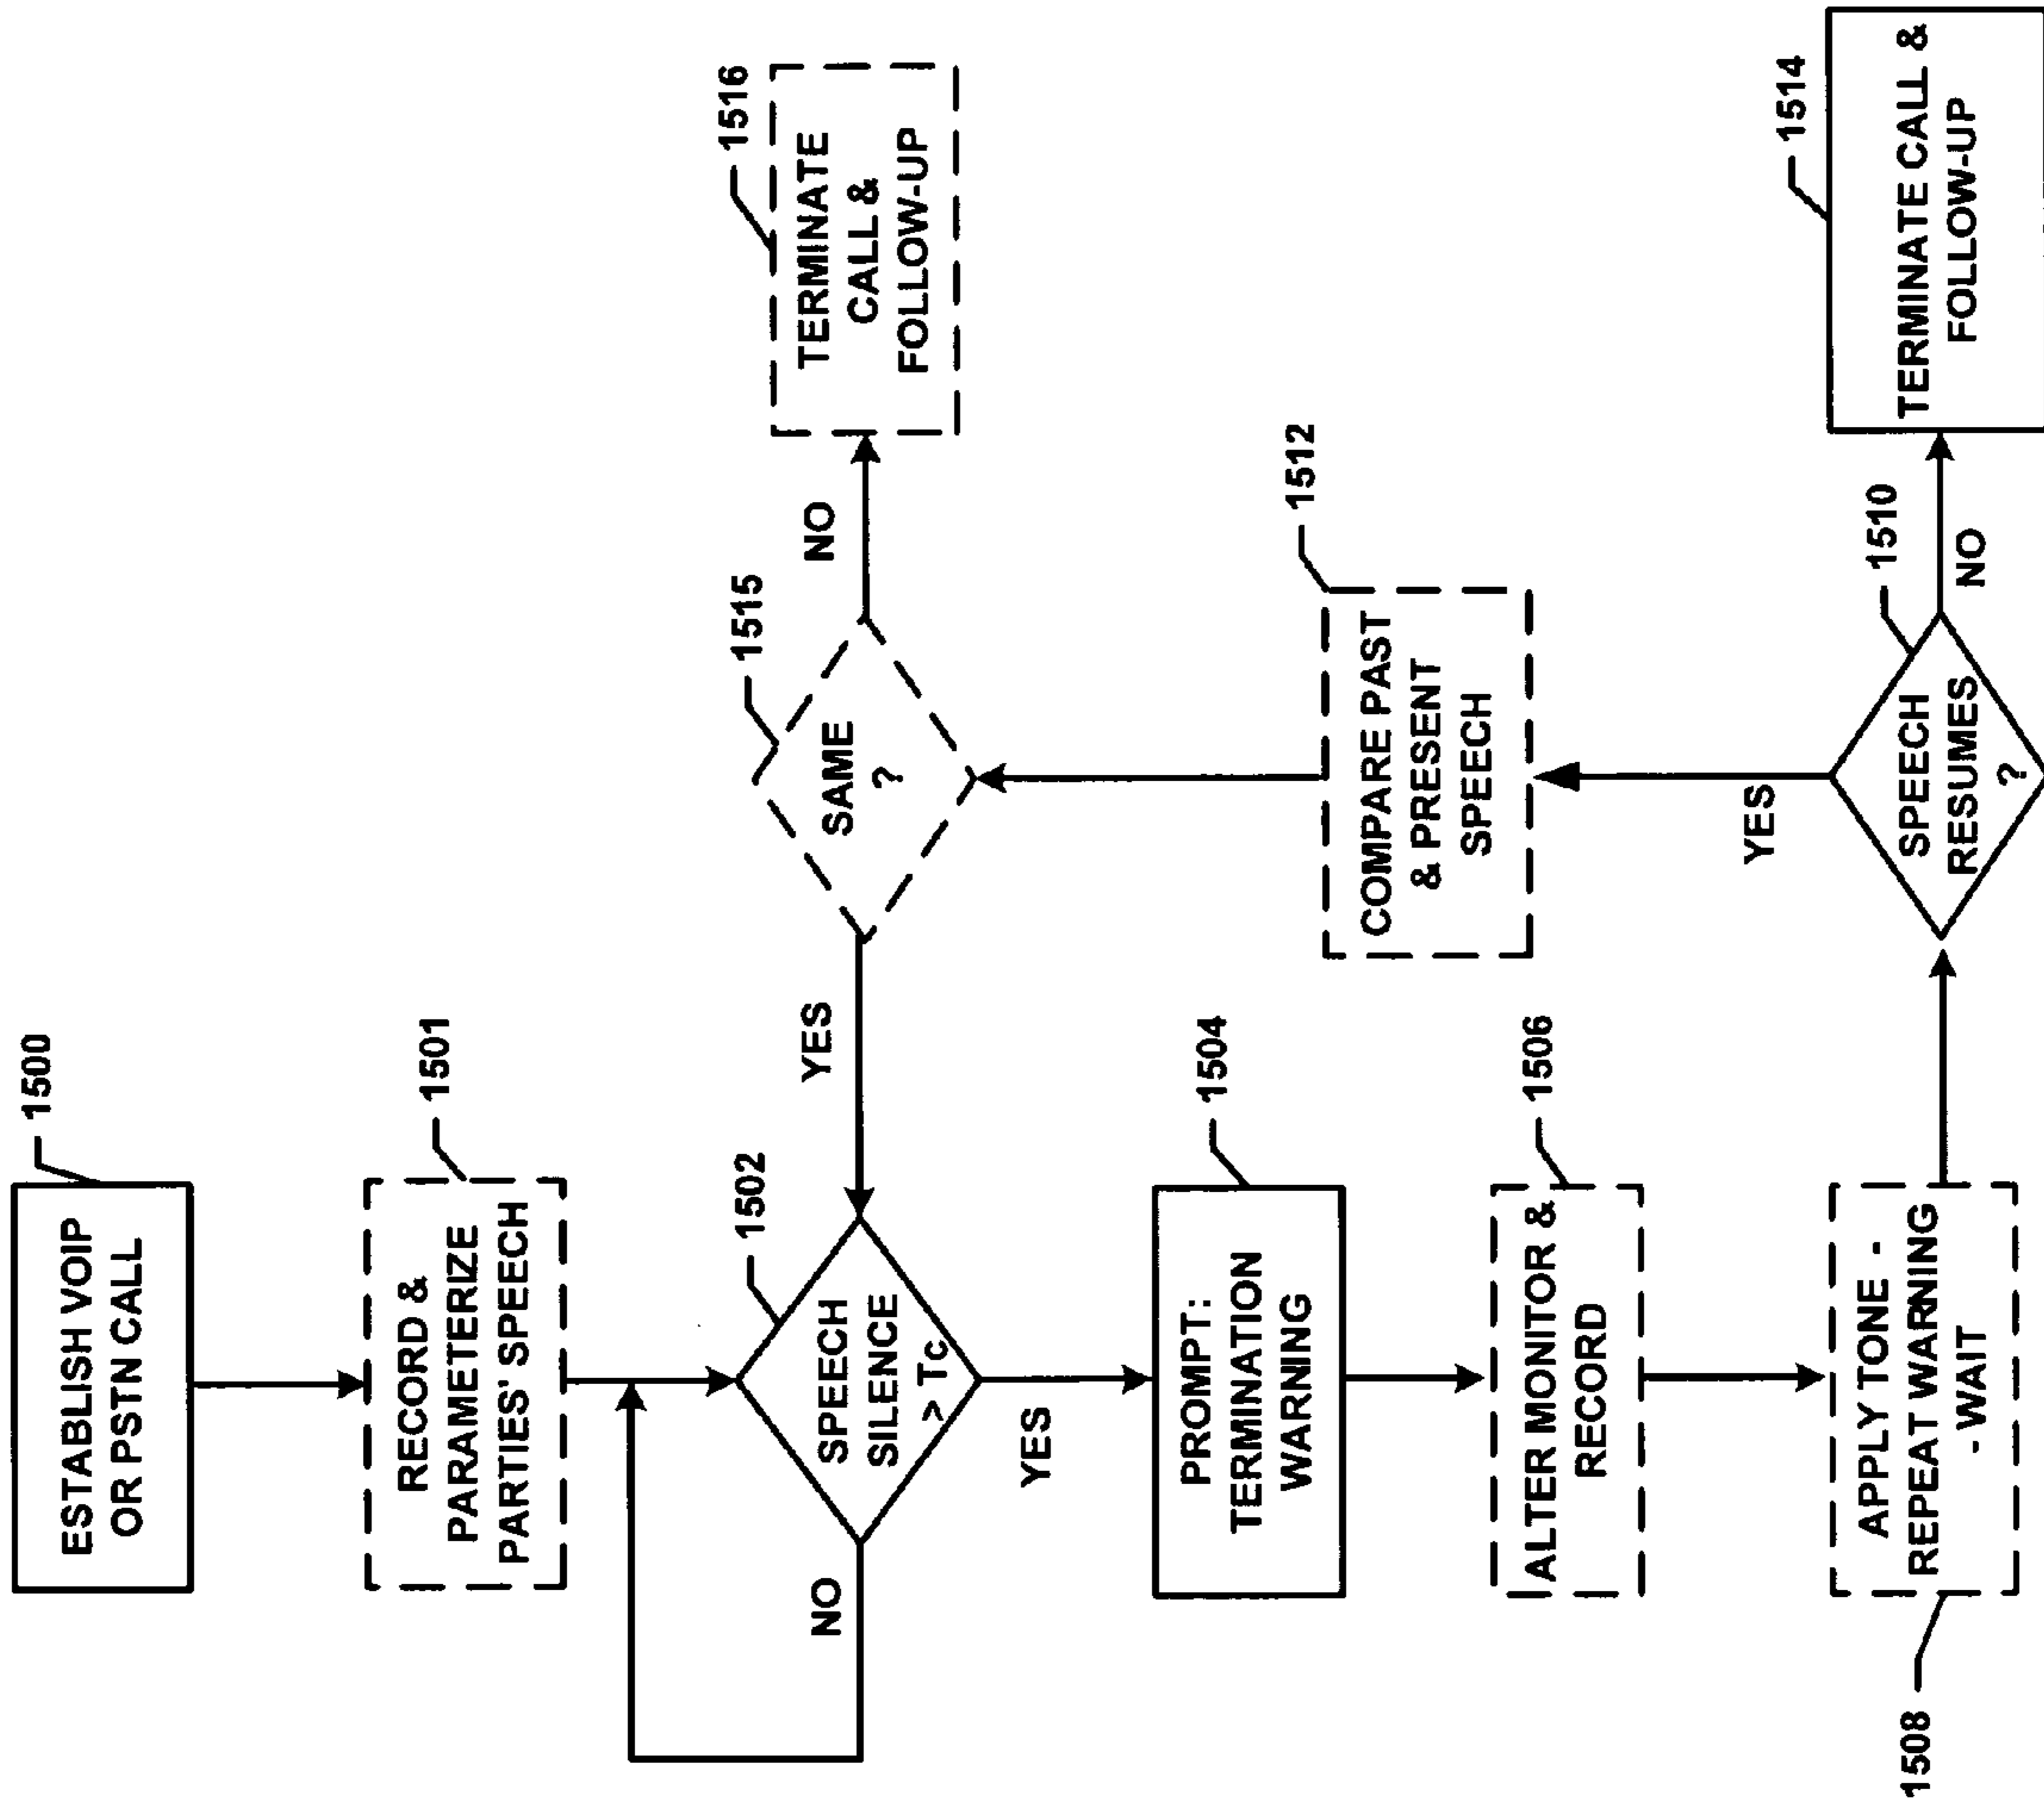 1500
ESTABLISH VOIP
OR PSTN CALL
1501
RECORD &
PARAMETERIZE
PARTIES' SPEECH
1502
SPEECH
SILENCE
> Tc
NO
YES
1504
PROMPT:
TERMINATION
WARNING
1506
ALTER MONITOR &
RECORD
1508
APPLY TONE -
REPEAT WARNING
- WAIT
1510
SPEECH
RESUMES
?
NO
1514
TERMINATE CALL &
FOLLOW-UP
YES
1512
COMPARE PAST
& PRESENT
SPEECH
1515
SAME
?
YES
NO
1516
TERMINATE
CALL &
FOLLOW-UP